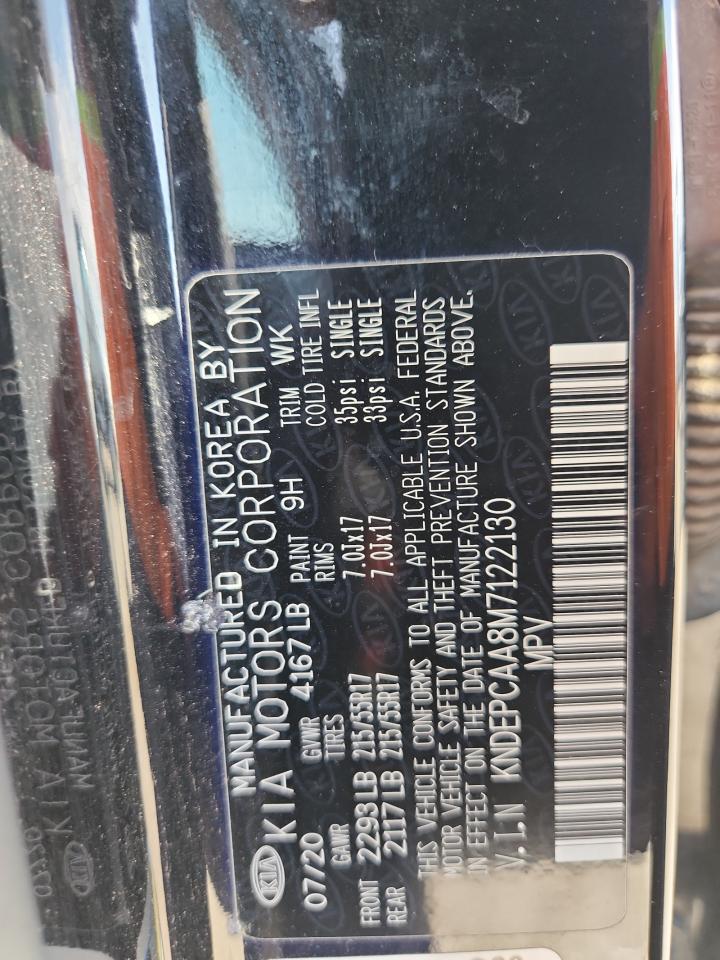 MANUFACTURED IN KOREA BY
KIA KIA MOTORS CORPORATION
07/20 GVWR 4167 LB PAINT 9H TRIM WK
GAWR TIRES RIMS COLD TIRE INFL
FRONT 2293 LB 215/55R17 7.0Jx17 35psi SINGLE
REAR 2117 LB 215/55R17 7.0Jx17 33psi SINGLE
THIS VEHICLE CONFORMS TO ALL APPLICABLE U.S.A. FEDERAL
MOTOR VEHICLE SAFETY AND THEFT PREVENTION STANDARDS
IN EFFECT ON THE DATE OF MANUFACTURE SHOWN ABOVE.
V.I.N KNDEPCAA8M7122130
MPV